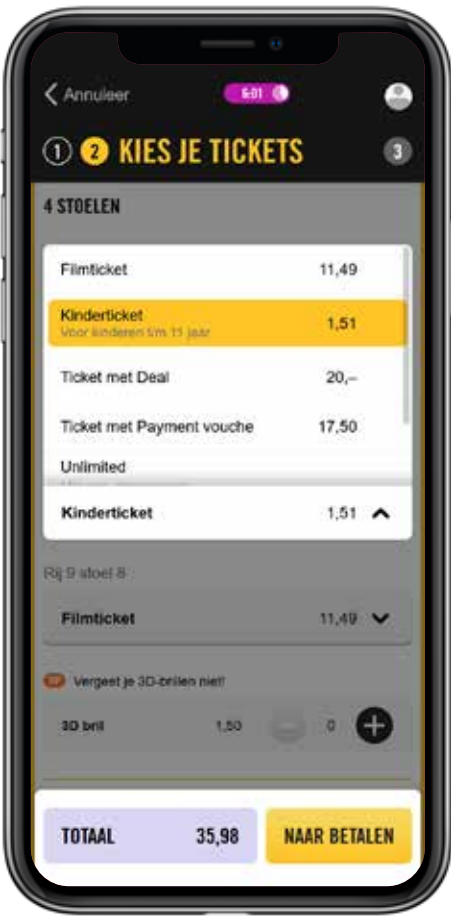 Annuleer
6:01
1 2 KIES JE TICKETS 3
4 STOELEN
Filmticket 11,49
Kinderticket 1,51
Voor kinderen t/m 11 jaar
Ticket met Deal 20,–
Ticket met Payment vouche 17,50
Unlimited
Kinderticket 1,51
Rij 9 stoel 8
Filmticket 11,49
Vergeet je 3D-brillen niet!
3D bril 1,50 0
TOTAAL 35,98 NAAR BETALEN